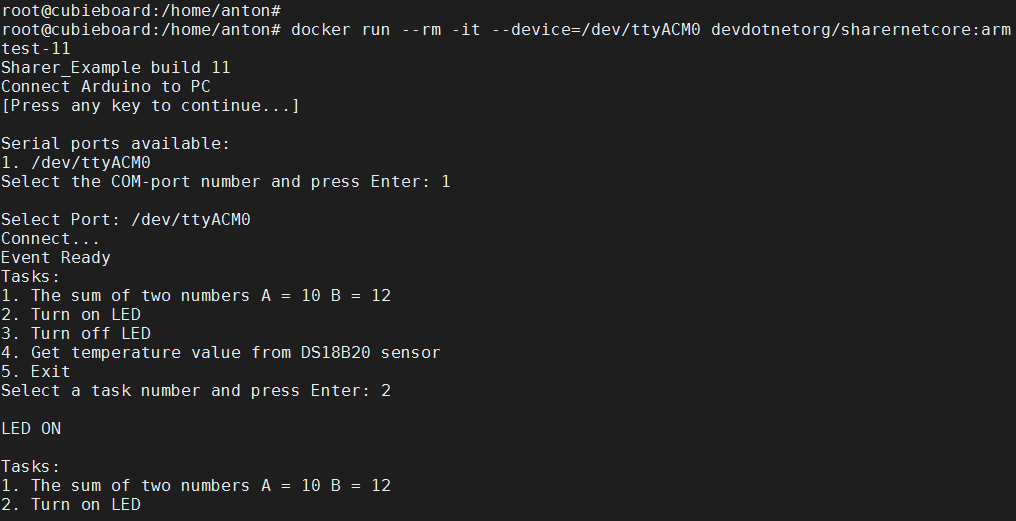 root@cubieboard:/home/anton#
root@cubieboard:/home/anton# docker run --rm -it --device=/dev/ttyACM0 devdotnetorg/sharernetcore:arm
test-11
Sharer_Example build 11
Connect Arduino to PC
[Press any key to continue...]
Serial ports available:
1. /dev/ttyACM0
Select the COM-port number and press Enter: 1
Select Port: /dev/ttyACM0
Connect...
Event Ready
Tasks:
1. The sum of two numbers A = 10 B = 12
2. Turn on LED
3. Turn off LED
4. Get temperature value from DS18B20 sensor
5. Exit
Select a task number and press Enter: 2
LED ON
Tasks:
1. The sum of two numbers A = 10 B = 12
2. Turn on LED